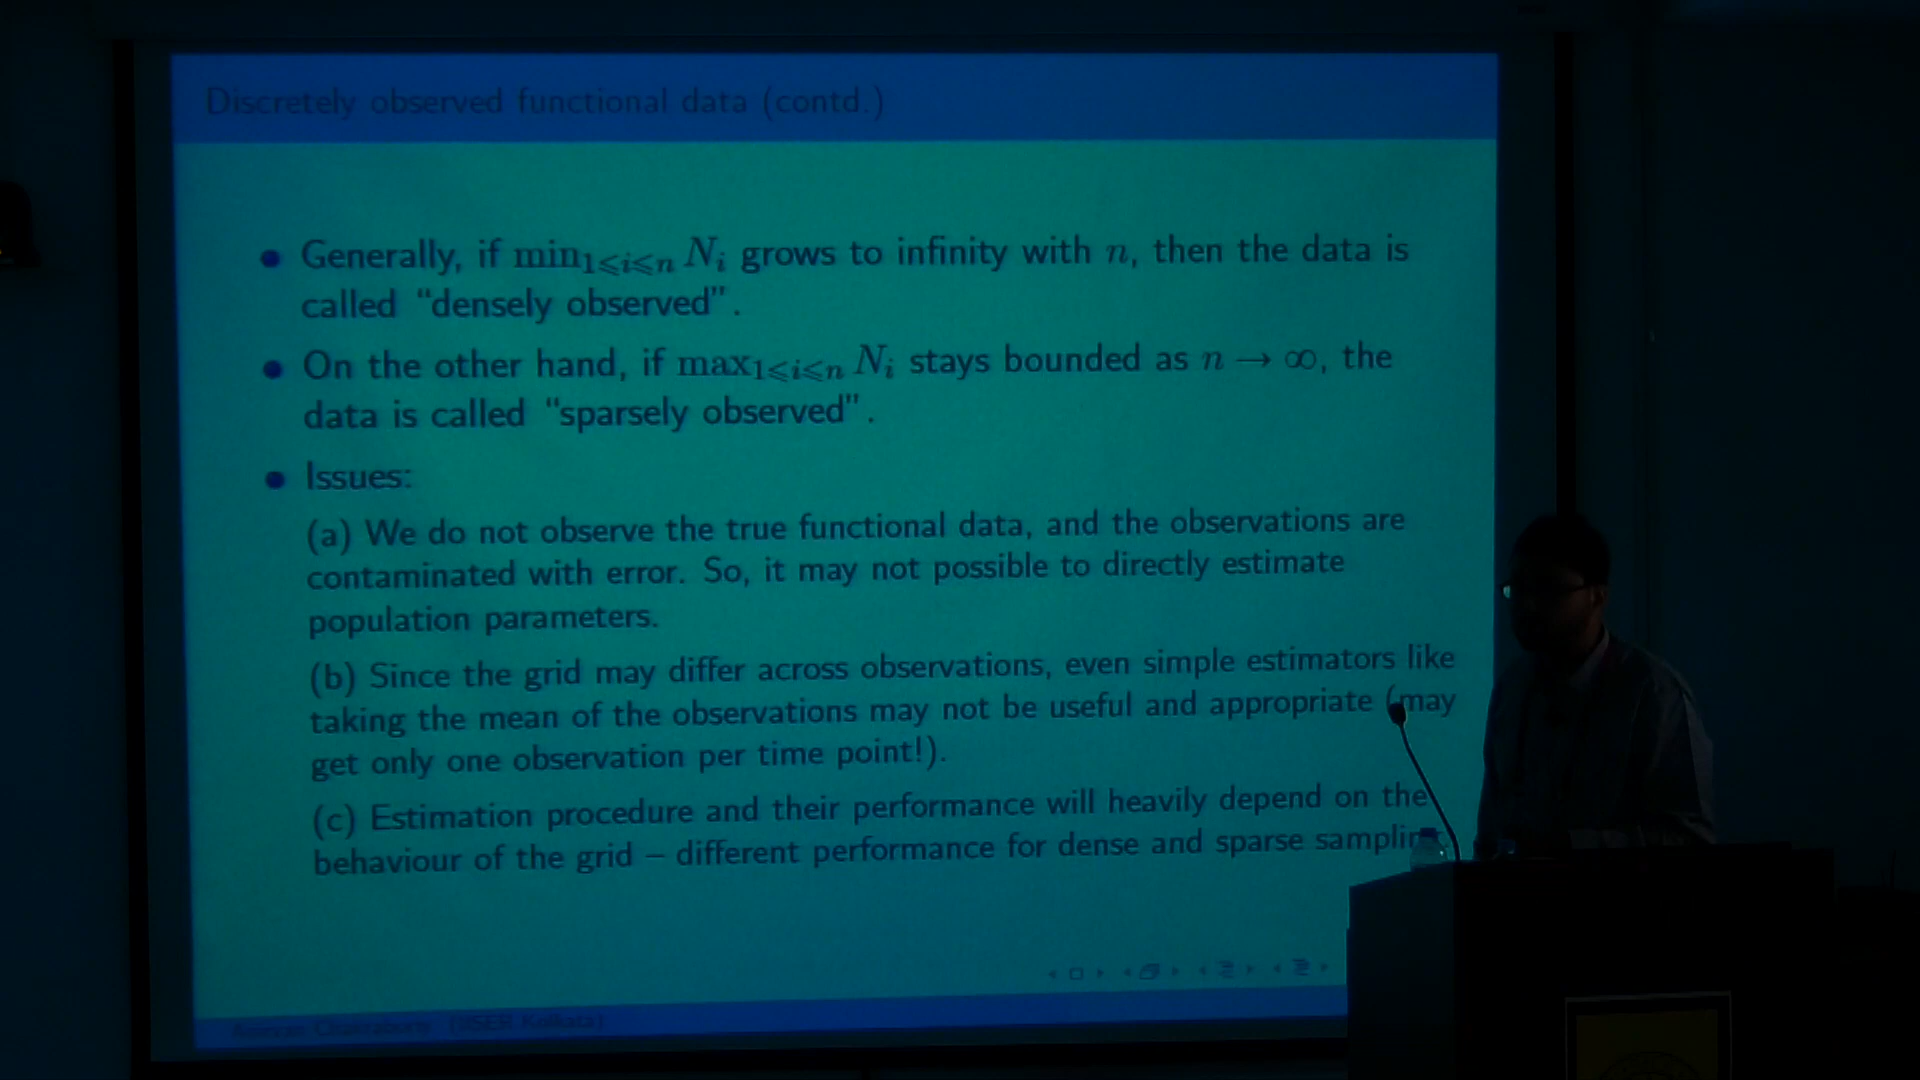 Discretely observed functional data (contd.)
• Generally, if min₁⩽ᵢ⩽ₙ Nᵢ grows to infinity with n, then the data is
called “densely observed”.
• On the other hand, if max₁⩽ᵢ⩽ₙ Nᵢ stays bounded as n → ∞, the
data is called “sparsely observed”.
• Issues:
(a) We do not observe the true functional data, and the observations are
contaminated with error. So, it may not possible to directly estimate
population parameters.
(b) Since the grid may differ across observations, even simple estimators like
taking the mean of the observations may not be useful and appropriate (may
get only one observation per time point!).
(c) Estimation procedure and their performance will heavily depend on the
behaviour of the grid – different performance for dense and sparse
Anirvan Chakraborty (IISER Kolkata)